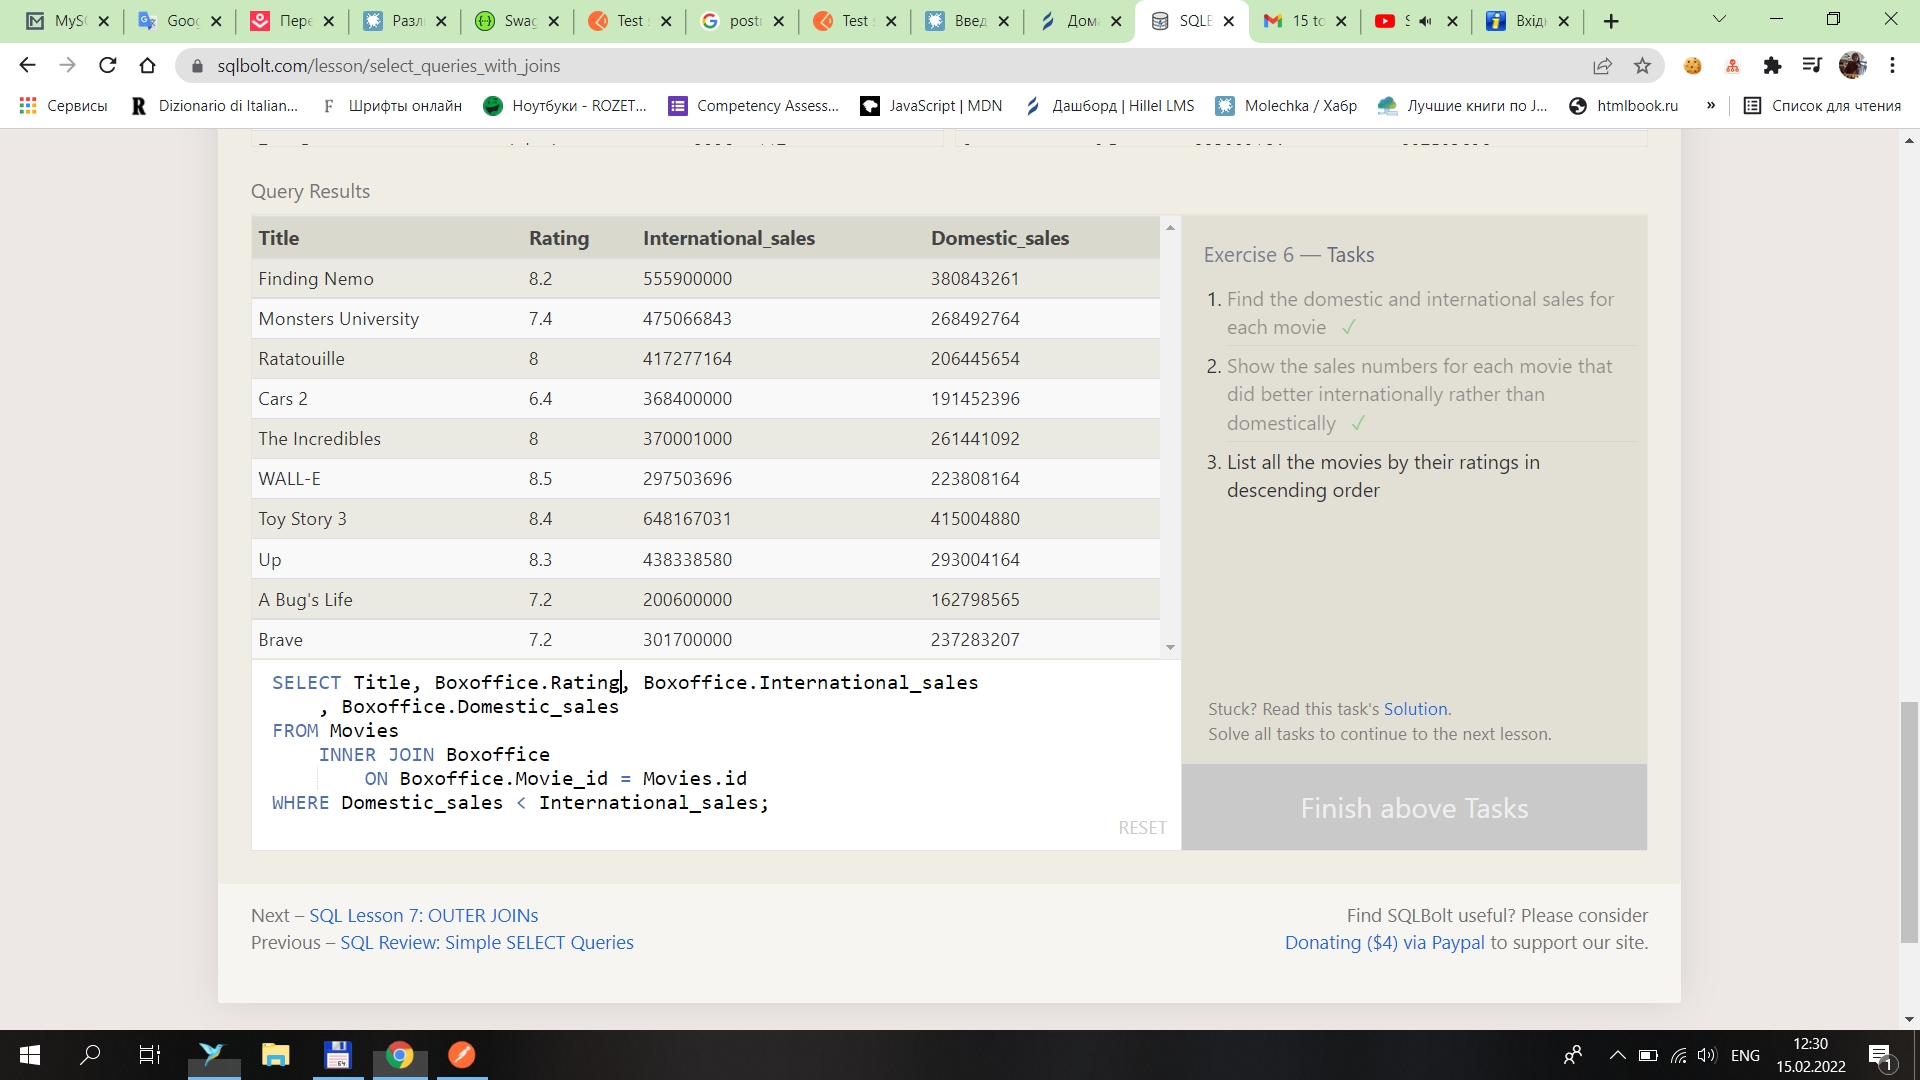 MySC
Goog
Пере
Разл
Swag
Test s
postr
Test s
Введ
Дома
SQLB
15 to
S
Вхідн
sqlbolt.com/lesson/select_queries_with_joins
Сервисы
Dizionario di Italian...
Шрифты онлайн
Ноутбуки - ROZET...
Competency Assess...
JavaScript | MDN
Дашборд | Hillel LMS
Molechka / Хабр
Лучшие книги по J...
htmlbook.ru
»
Список для чтения
Query Results
Title Rating International_sales Domestic_sales
Finding Nemo 8.2 555900000 380843261
Monsters University 7.4 475066843 268492764
Ratatouille 8 417277164 206445654
Cars 2 6.4 368400000 191452396
The Incredibles 8 370001000 261441092
WALL-E 8.5 297503696 223808164
Toy Story 3 8.4 648167031 415004880
Up 8.3 438338580 293004164
A Bug's Life 7.2 200600000 162798565
Brave 7.2 301700000 237283207
SELECT Title, Boxoffice.Rating, Boxoffice.International_sales
, Boxoffice.Domestic_sales
FROM Movies
INNER JOIN Boxoffice
ON Boxoffice.Movie_id = Movies.id
WHERE Domestic_sales < International_sales;
RESET
Exercise 6 — Tasks
1. Find the domestic and international sales for
each movie ✓
2. Show the sales numbers for each movie that
did better internationally rather than
domestically ✓
3. List all the movies by their ratings in
descending order
Stuck? Read this task's Solution.
Solve all tasks to continue to the next lesson.
Finish above Tasks
Next – SQL Lesson 7: OUTER JOINs
Previous – SQL Review: Simple SELECT Queries
Find SQLBolt useful? Please consider
Donating ($4) via Paypal to support our site.
64
ENG
12:30
15.02.2022
1